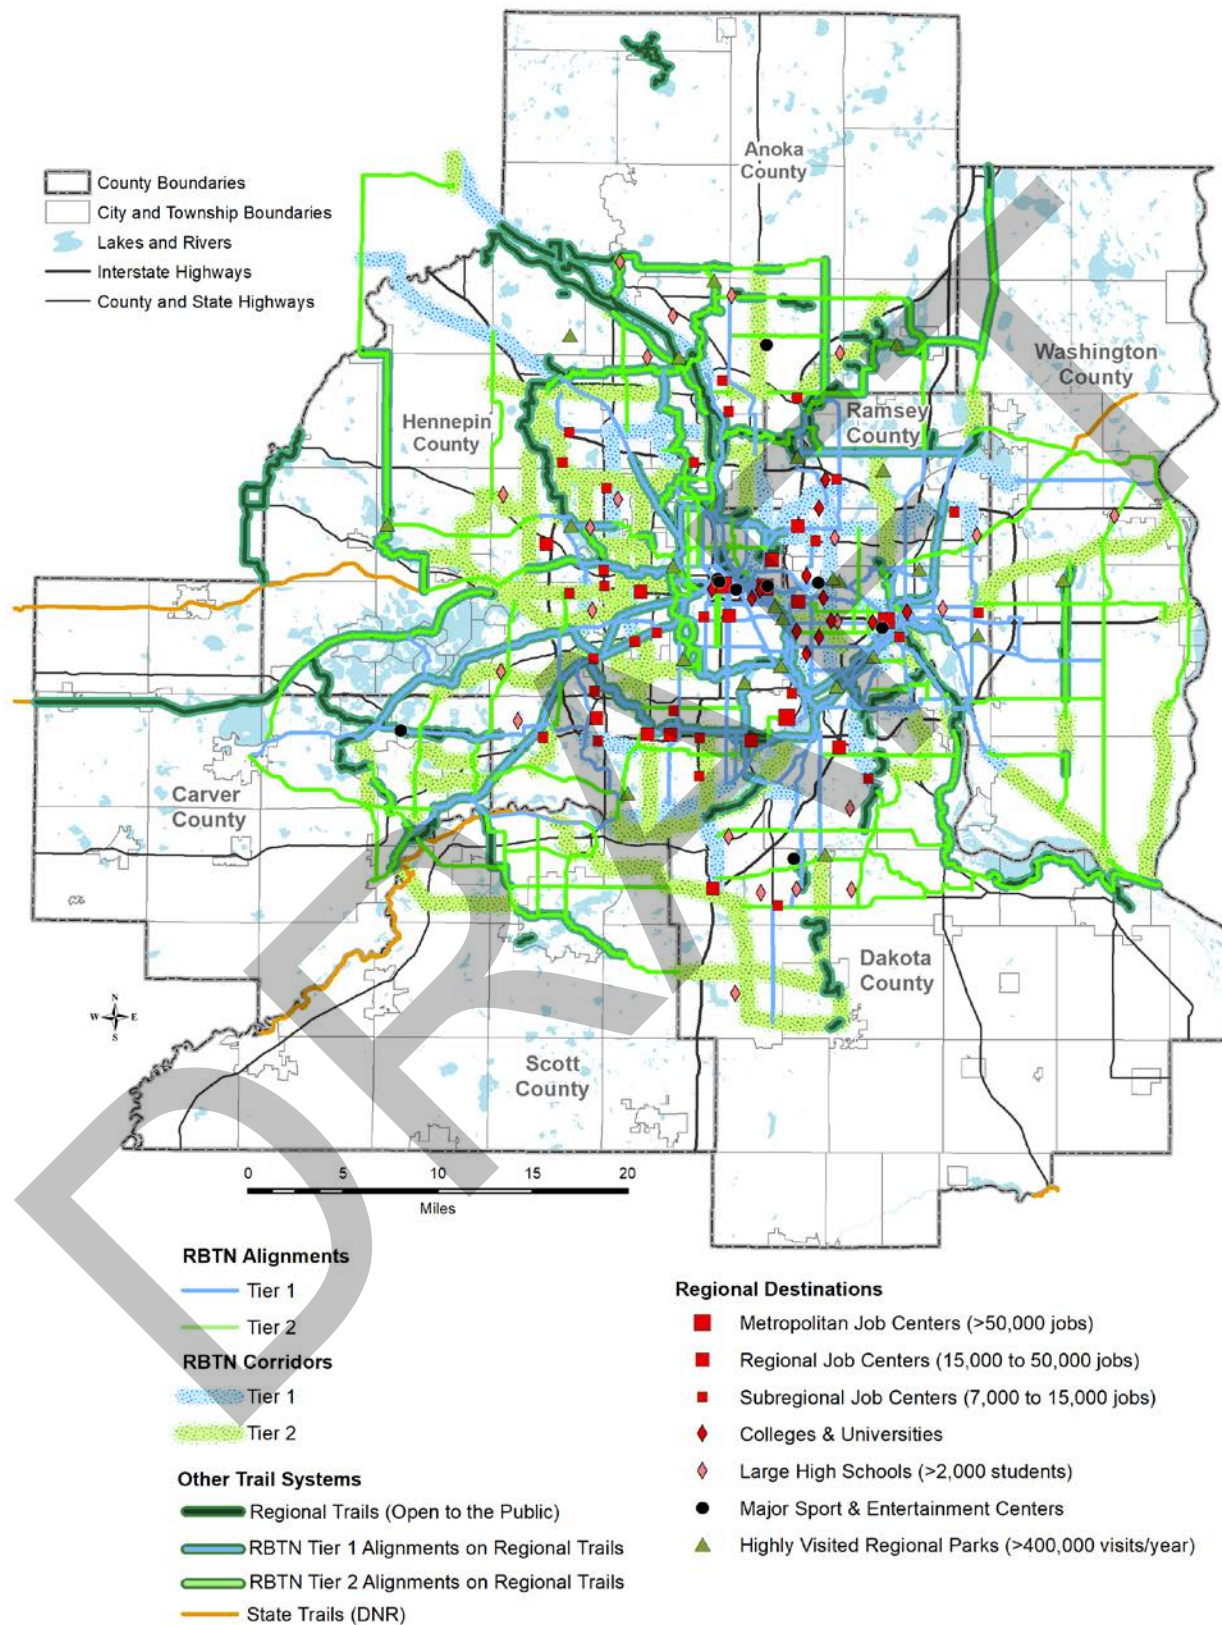 Anoka
County
County Boundaries
City and Township Boundaries
Lakes and Rivers
Interstate Highways
County and State Highways
Washington
County
Hennepin
County
Ramsey
County
Carver
County
Dakota
County
Scott
County
N
W E
S
DRAFT
0 5 10 15 20
Miles
RBTN Alignments
Tier 1
Tier 2
RBTN Corridors
Tier 1
Tier 2
Other Trail Systems
Regional Trails (Open to the Public)
RBTN Tier 1 Alignments on Regional Trails
RBTN Tier 2 Alignments on Regional Trails
State Trails (DNR)
Regional Destinations
Metropolitan Job Centers (>50,000 jobs)
Regional Job Centers (15,000 to 50,000 jobs)
Subregional Job Centers (7,000 to 15,000 jobs)
Colleges & Universities
Large High Schools (>2,000 students)
Major Sport & Entertainment Centers
Highly Visited Regional Parks (>400,000 visits/year)